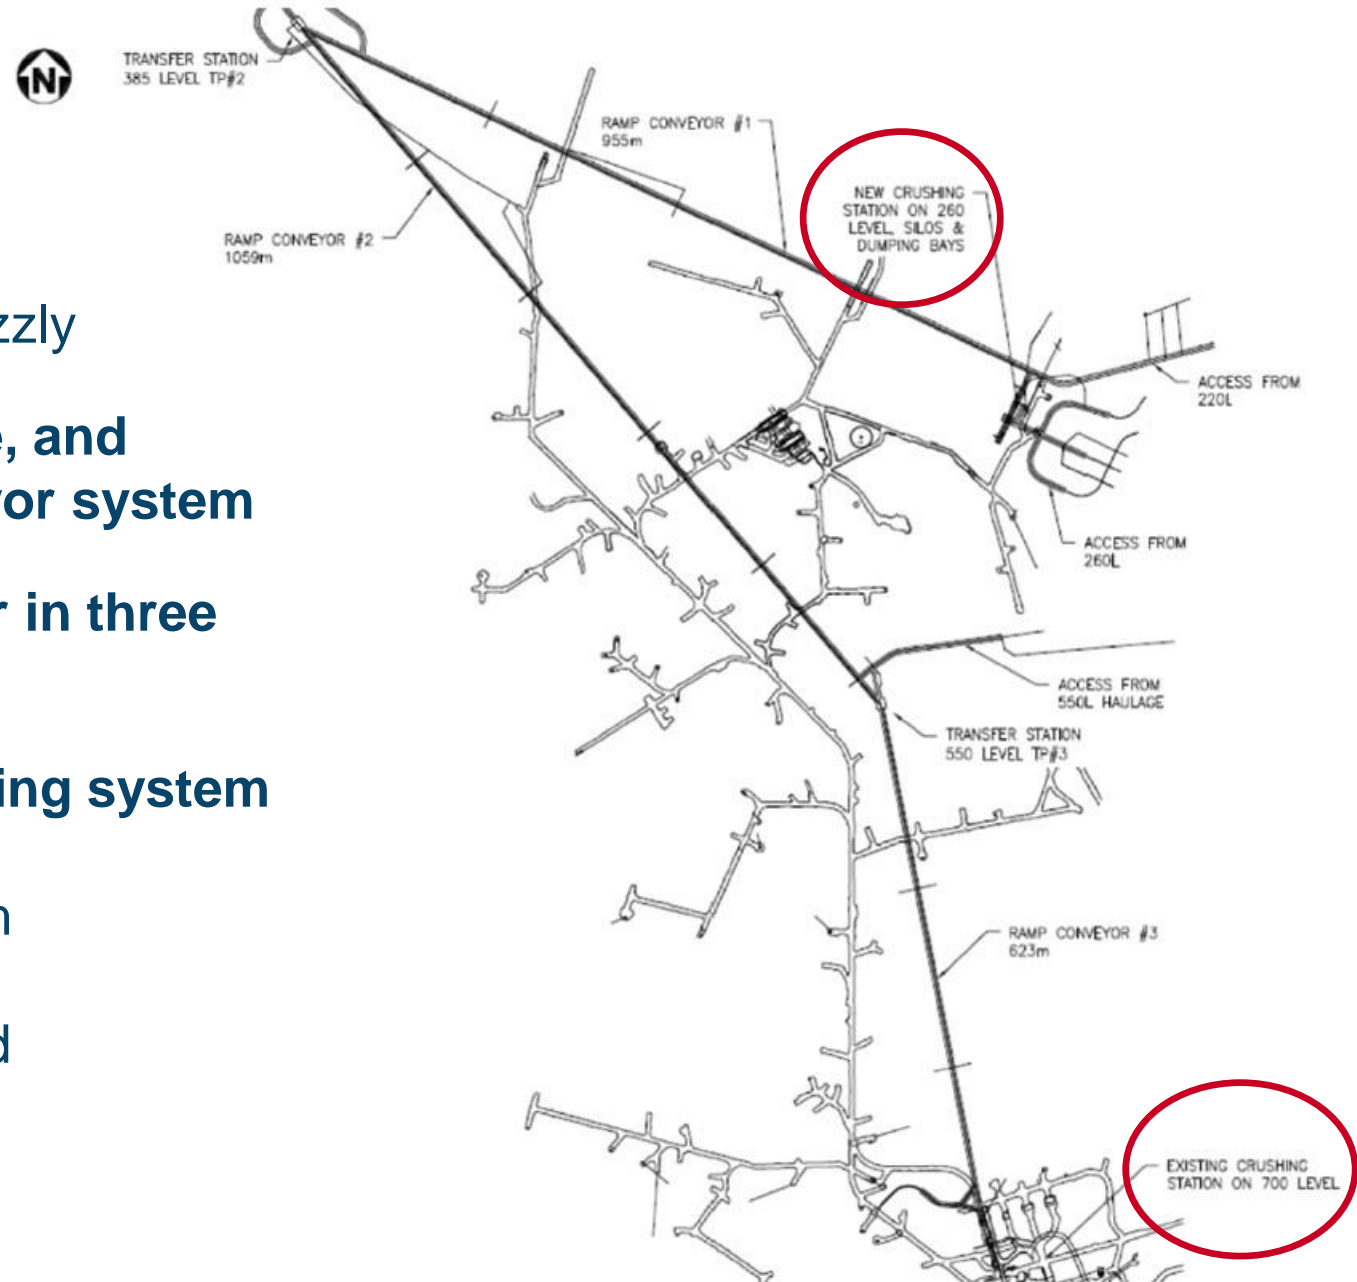 N
TRANSFER STATION
385 LEVEL TP#2
RAMP CONVEYOR #1
955m
NEW CRUSHING
STATION ON 260
LEVEL, SILOS &
DUMPING BAYS
RAMP CONVEYOR #2
1059m
zzly
e, and
yor system
r in three
ing system
n
d
ACCESS FROM
220L
ACCESS FROM
260L
ACCESS FROM
550L HAULAGE
TRANSFER STATION
550 LEVEL TP#3
RAMP CONVEYOR #3
623m
EXISTING CRUSHING
STATION ON 700 LEVEL